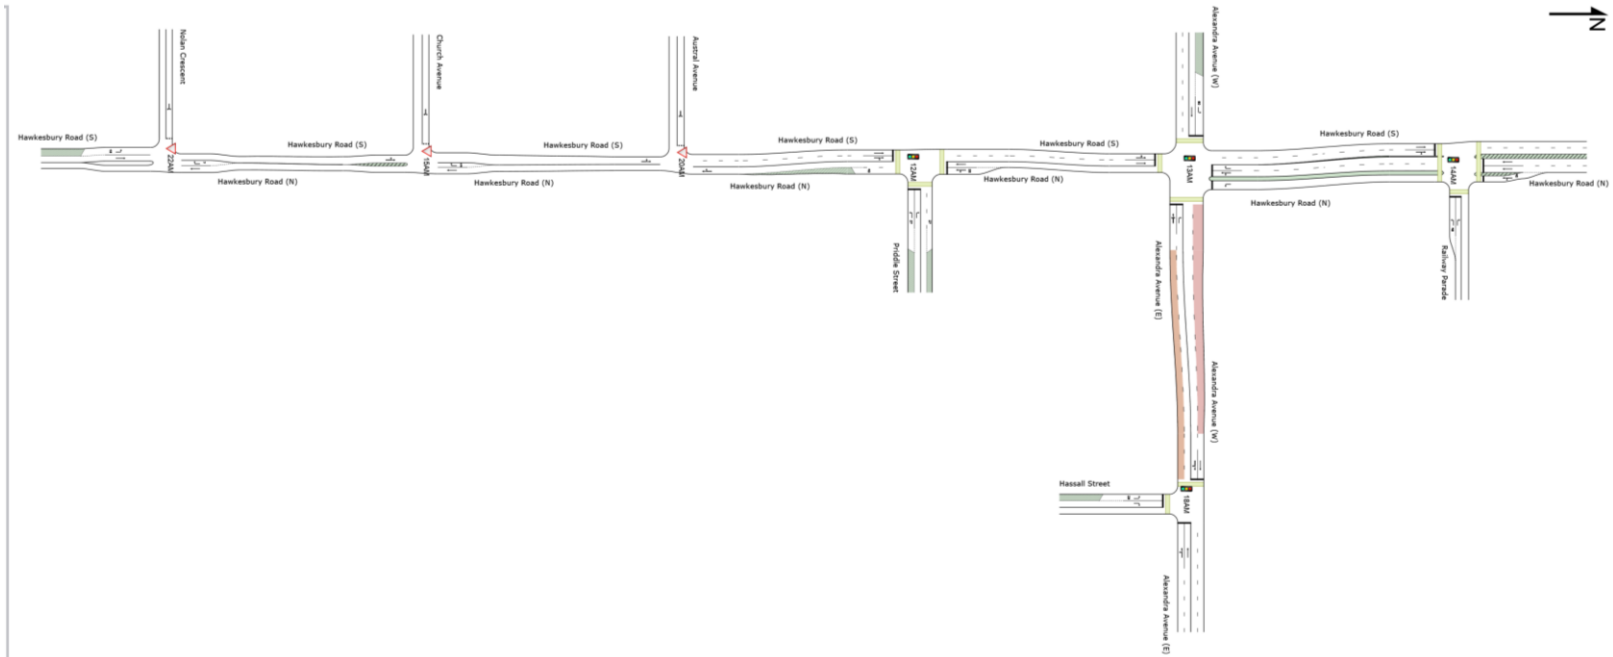 N
Nolan Crescent
Church Avenue
Austral Avenue
Alexandra Avenue (W)
Hawkesbury Road (S)
Hawkesbury Road (S)
Hawkesbury Road (S)
Hawkesbury Road (S)
Hawkesbury Road (S)
Hawkesbury Road (S)
22AM
15AM
20AM
12AM
13AM
14AM
Hawkesbury Road (N)
Hawkesbury Road (N)
Hawkesbury Road (N)
Hawkesbury Road (N)
Hawkesbury Road (N)
Hawkesbury Road (N)
Priddle Street
Alexandra Avenue (E)
Railway Parade
Alexandra Avenue (W)
Hassall Street
18AM
Alexandra Avenue (E)